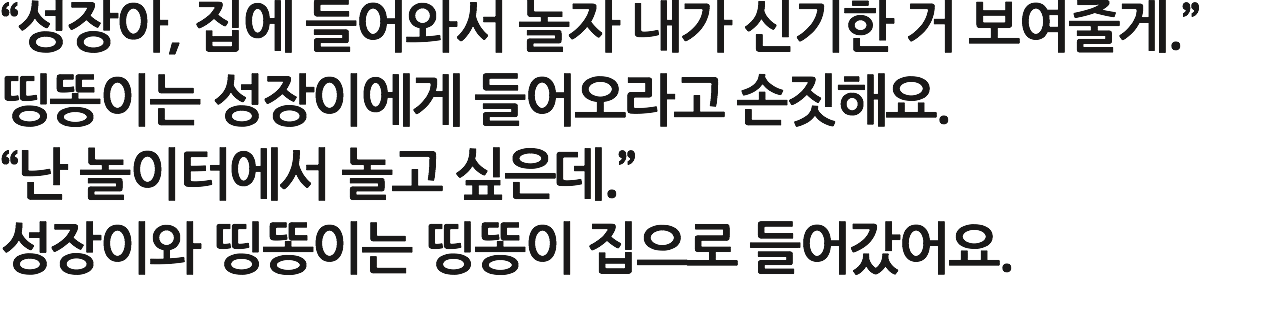 “성장아, 집에 들어와서 놀자 내가 신기한 거 보여줄게.”
띵똥이는 성장이에게 들어오라고 손짓해요.
“난 놀이터에서 놀고 싶은데.”
성장이와 띵똥이는 띵똥이 집으로 들어갔어요.